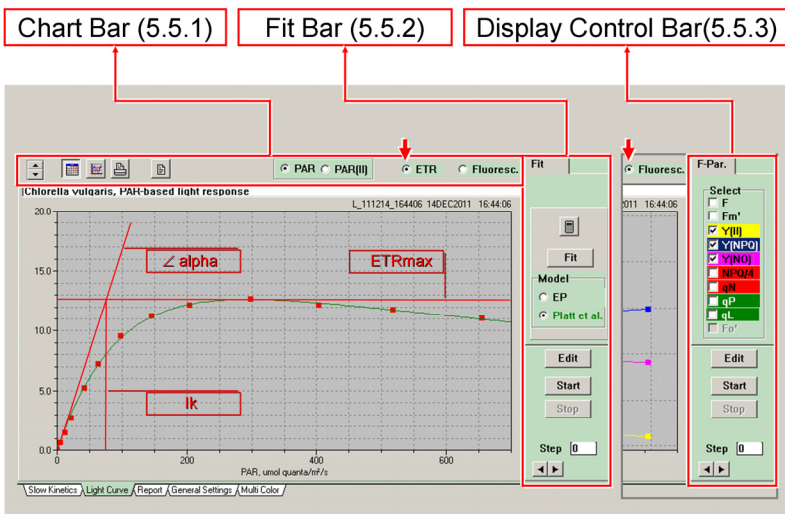 Chart Bar (5.5.1)
Fit Bar (5.5.2)
Display Control Bar(5.5.3)
PAR PAR(II) ETR Fluoresc.
Chlorella vulgaris, PAR-based light response
L_111214_164406 14DEC2011 16:44:06
20.0
15.0
10.0
5.0
0.0
∠ alpha
ETRmax
Ik
0 200 400 600
PAR, umol quanta/m²/s
Slow Kinetics Light Curve Report General Settings Multi Color
Fit
Fit
Model
EP
Platt et al.
Edit
Start
Stop
Step 0
Fluoresc.
2011 16:44:06
F-Par.
Select
F
Fm'
Y(II)
Y(NPQ)
Y(NO)
NPQ/4
qN
qP
qL
Fo'
Edit
Start
Stop
Step 0